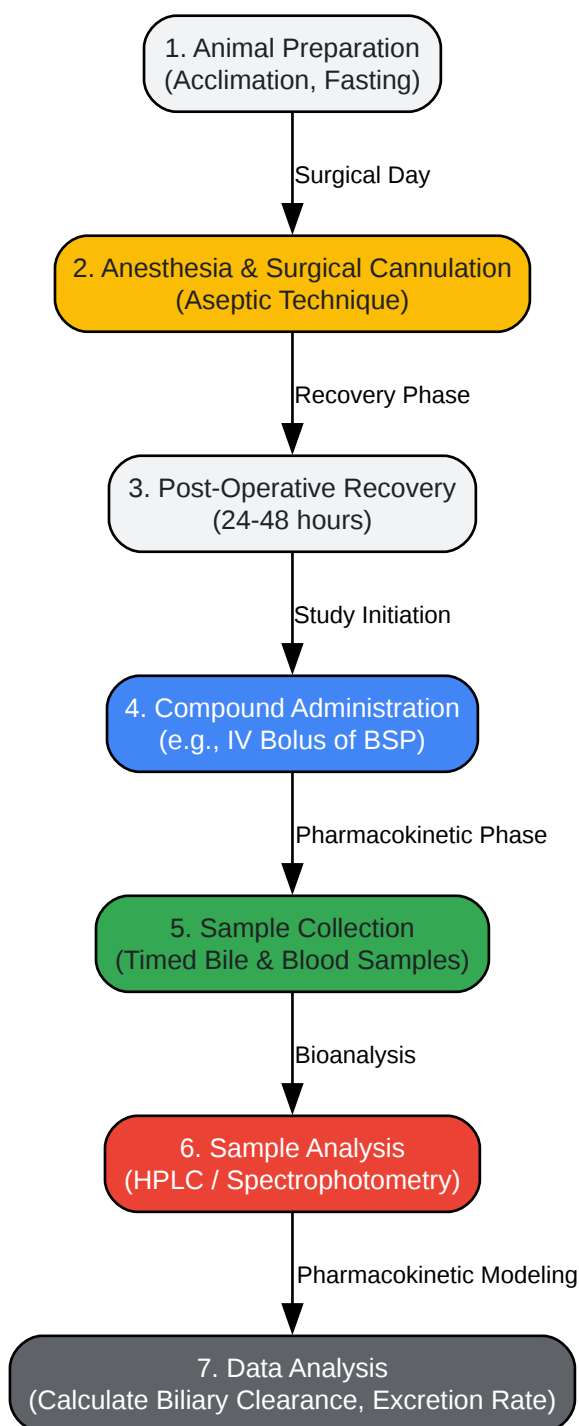 1. Animal Preparation
(Acclimation, Fasting)
Surgical Day
2. Anesthesia & Surgical Cannulation
(Aseptic Technique)
Recovery Phase
3. Post-Operative Recovery
(24-48 hours)
Study Initiation
4. Compound Administration
(e.g., IV Bolus of BSP)
Pharmacokinetic Phase
5. Sample Collection
(Timed Bile & Blood Samples)
Bioanalysis
6. Sample Analysis
(HPLC / Spectrophotometry)
Pharmacokinetic Modeling
7. Data Analysis
(Calculate Biliary Clearance, Excretion Rate)